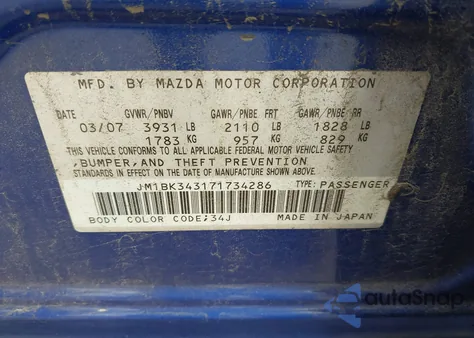 MFD. BY MAZDA MOTOR CORPORATION
DATE GVWR/PNBV GAWR/PNBE FR GAWR/PNBE RR
03/07 3931 LB 2110 LB 1828 LB
1783 KG 957 KG 829 KG
THIS VEHICLE CONFORMS TO ALL APPLICABLE FEDERAL MOTOR VEHICLE SAFETY
,BUMPER,AND THEFT PREVENTION
STANDARDS IN EFFECT ON THE DATE OF MANUFACTURE SHOWN ABOVE.
JM1BK343171734286 TYPE: PASSENGER
BODY COLOR CODE;34J MADE IN JAPAN
autoSnap